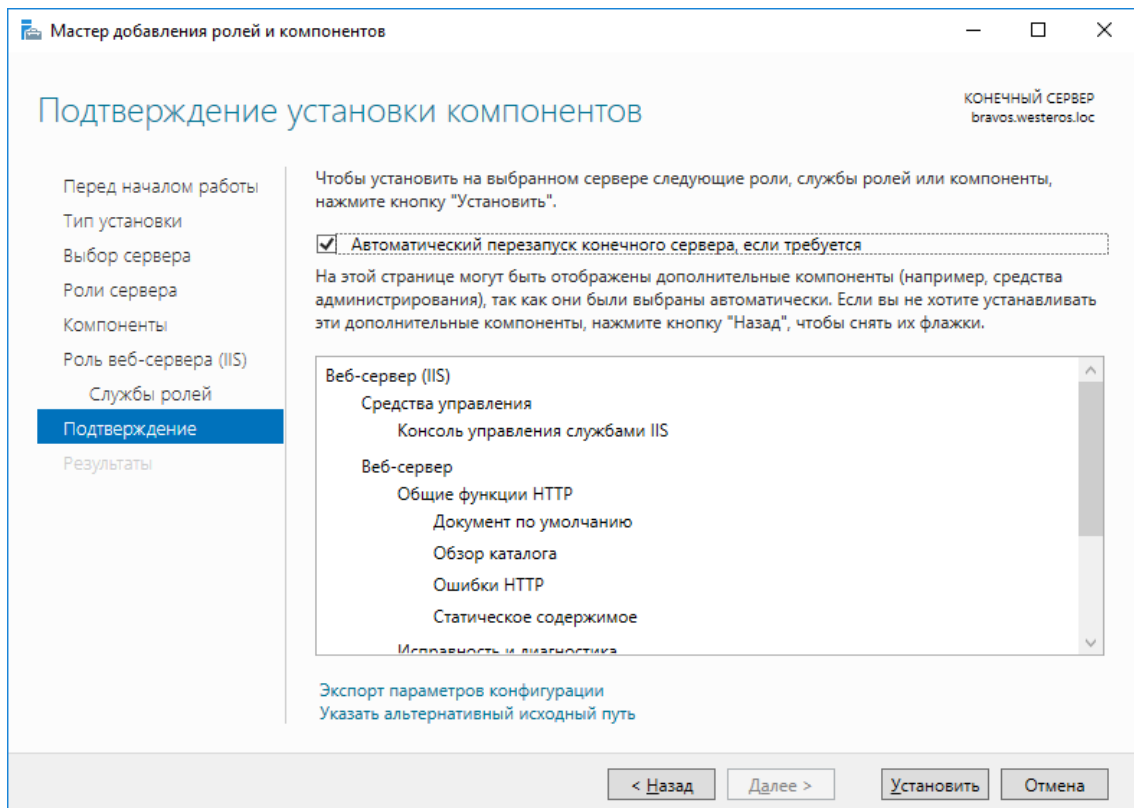 Мастер добавления ролей и компонентов
Подтверждение установки компонентов
КОНЕЧНЫЙ СЕРВЕР
bravos.westeros.loc
Перед началом работы
Тип установки
Выбор сервера
Роли сервера
Компоненты
Роль веб-сервера (IIS)
Службы ролей
Подтверждение
Результаты
Чтобы установить на выбранном сервере следующие роли, службы ролей или компоненты,
нажмите кнопку "Установить".
Автоматический перезапуск конечного сервера, если требуется
На этой странице могут быть отображены дополнительные компоненты (например, средства
администрирования), так как они были выбраны автоматически. Если вы не хотите устанавливать
эти дополнительные компоненты, нажмите кнопку "Назад", чтобы снять их флажки.
Веб-сервер (IIS)
Средства управления
Консоль управления службами IIS
Веб-сервер
Общие функции HTTP
Документ по умолчанию
Обзор каталога
Ошибки HTTP
Статическое содержимое
Исправность и диагностика
Экспорт параметров конфигурации
Указать альтернативный исходный путь
< Назад
Далее >
Установить
Отмена